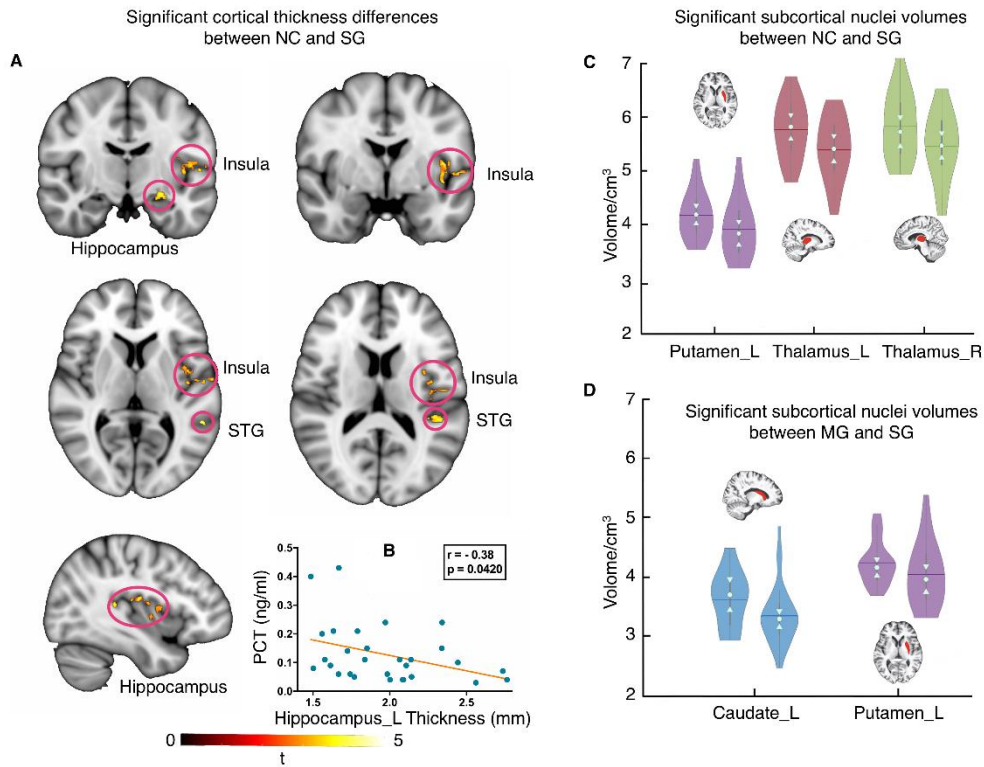 Significant cortical thickness differences
between NC and SG
A
Insula
Hippocampus
Insula
Insula
STG
Insula
STG
Hippocampus
B
r = - 0.38
p = 0.0420
0.5
0.4
0.3
0.2
0.1
0.0
PCT (ng/ml)
1.5 2.0 2.5
Hippocampus_L Thickness (mm)
0 5
t
Significant subcortical nuclei volumes
between NC and SG
C
7
6
5
4
3
2
Volome/cm³
Putamen_L Thalamus_L Thalamus_R
D
Significant subcortical nuclei volumes
between MG and SG
7
6
5
4
3
2
Volome/cm³
Caudate_L Putamen_L